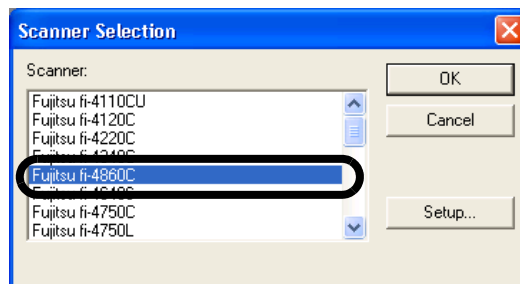 Scanner Selection
Scanner:
OK
Fujitsu fi-4110CU
Fujitsu fi-4120C
Cancel
Fujitsu fi-4220C
Fujitsu fi-4860C
Fujitsu fi-4750C
Setup...
Fujitsu fi-4750L